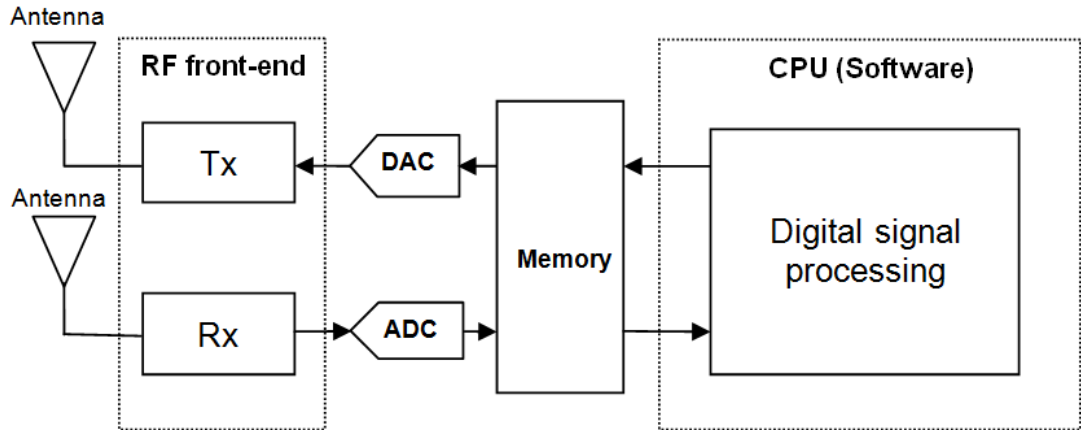 Antenna
RF front-end
CPU (Software)
Tx
DAC
Antenna
Memory
Digital signal
processing
Rx
ADC